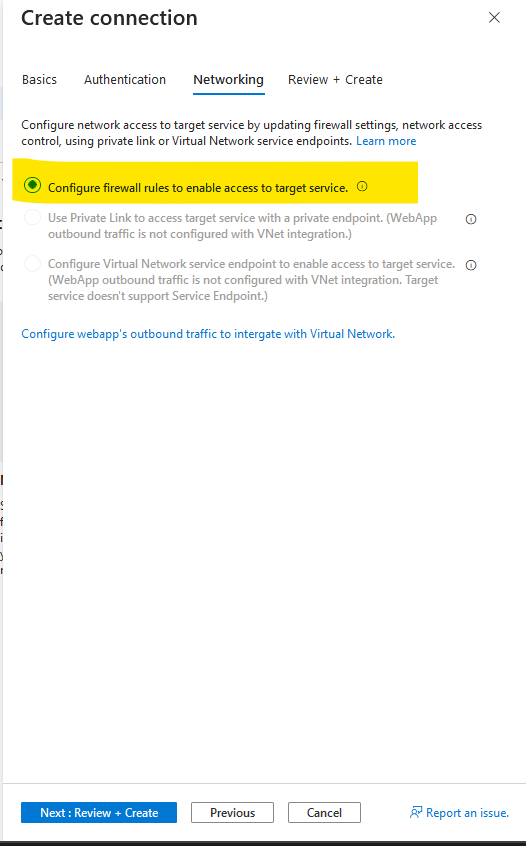 Create connection
Basics
Authentication
Networking
Review + Create
Configure network access to target service by updating firewall settings, network access
control, using private link or Virtual Network service endpoints. Learn more
Configure firewall rules to enable access to target service.
Use Private Link to access target service with a private endpoint. (WebApp
outbound traffic is not configured with VNet integration.)
Configure Virtual Network service endpoint to enable access to target service.
(WebApp outbound traffic is not configured with VNet integration. Target
service doesn't support Service Endpoint.)
Configure webapp's outbound traffic to intergate with Virtual Network.
Next : Review + Create
Previous
Cancel
Report an issue.